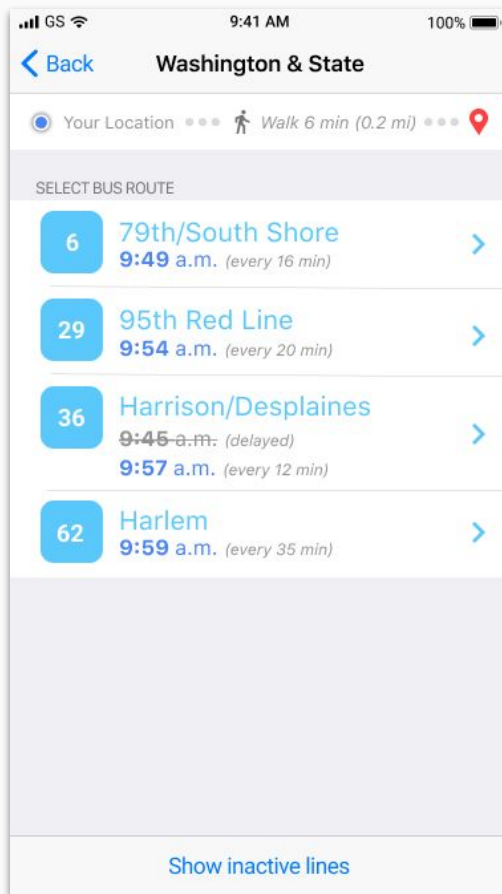 GS 9:41 AM 100%
Back Washington & State
Your Location Walk 6 min (0.2 mi)
SELECT BUS ROUTE
6 79th/South Shore
9:49 a.m. (every 16 min)
29 95th Red Line
9:54 a.m. (every 20 min)
36 Harrison/Desplaines
9:45 a.m. (delayed)
9:57 a.m. (every 12 min)
62 Harlem
9:59 a.m. (every 35 min)
Show inactive lines